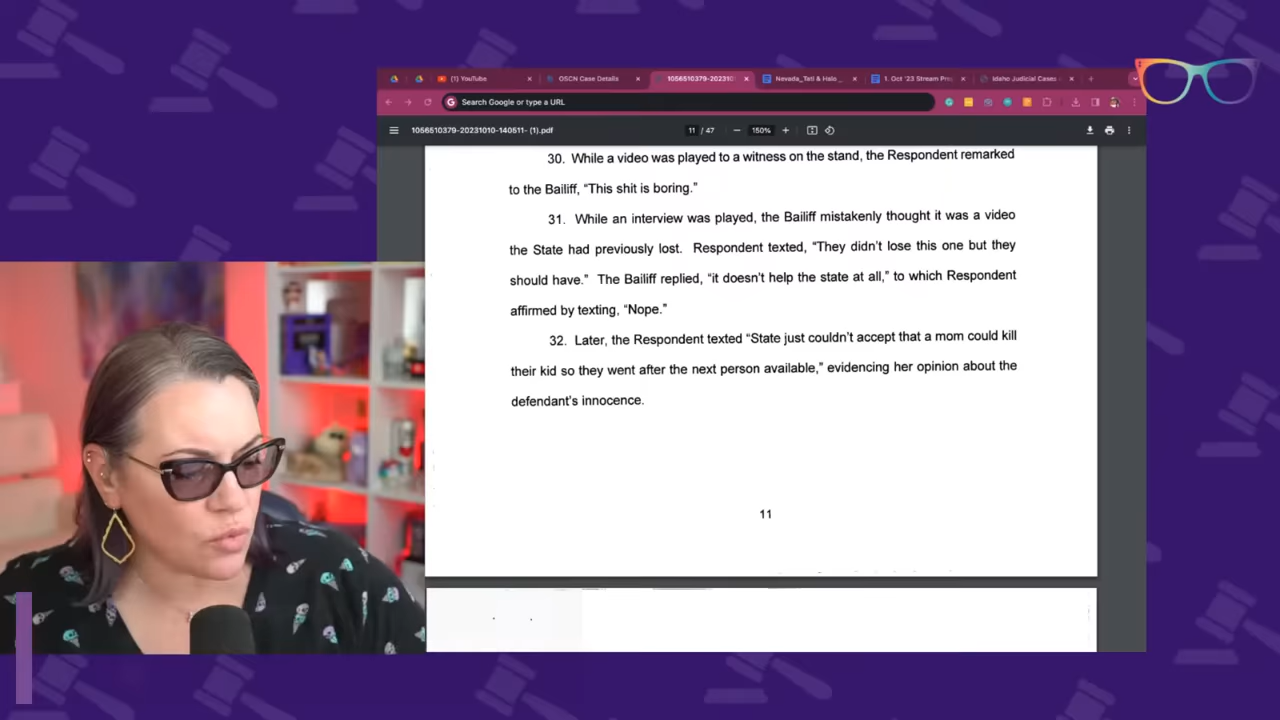 (1) YouTube
OSCN Case Details
1056510379-202310
Nevada_Tell & Halo_
1. Oct '23 Stream Pre
Idaho Judicial Cases
Search Google or type a URL
1056510379-20231010-140511- (1).pdf
11 / 47
150%
30. While a video was played to a witness on the stand, the Respondent remarked
to the Bailiff, “This shit is boring.”
31. While an interview was played, the Bailiff mistakenly thought it was a video
the State had previously lost. Respondent texted, “They didn’t lose this one but they
should have.” The Bailiff replied, “it doesn’t help the state at all,” to which Respondent
affirmed by texting, “Nope.”
32. Later, the Respondent texted “State just couldn’t accept that a mom could kill
their kid so they went after the next person available,” evidencing her opinion about the
defendant’s innocence.
11